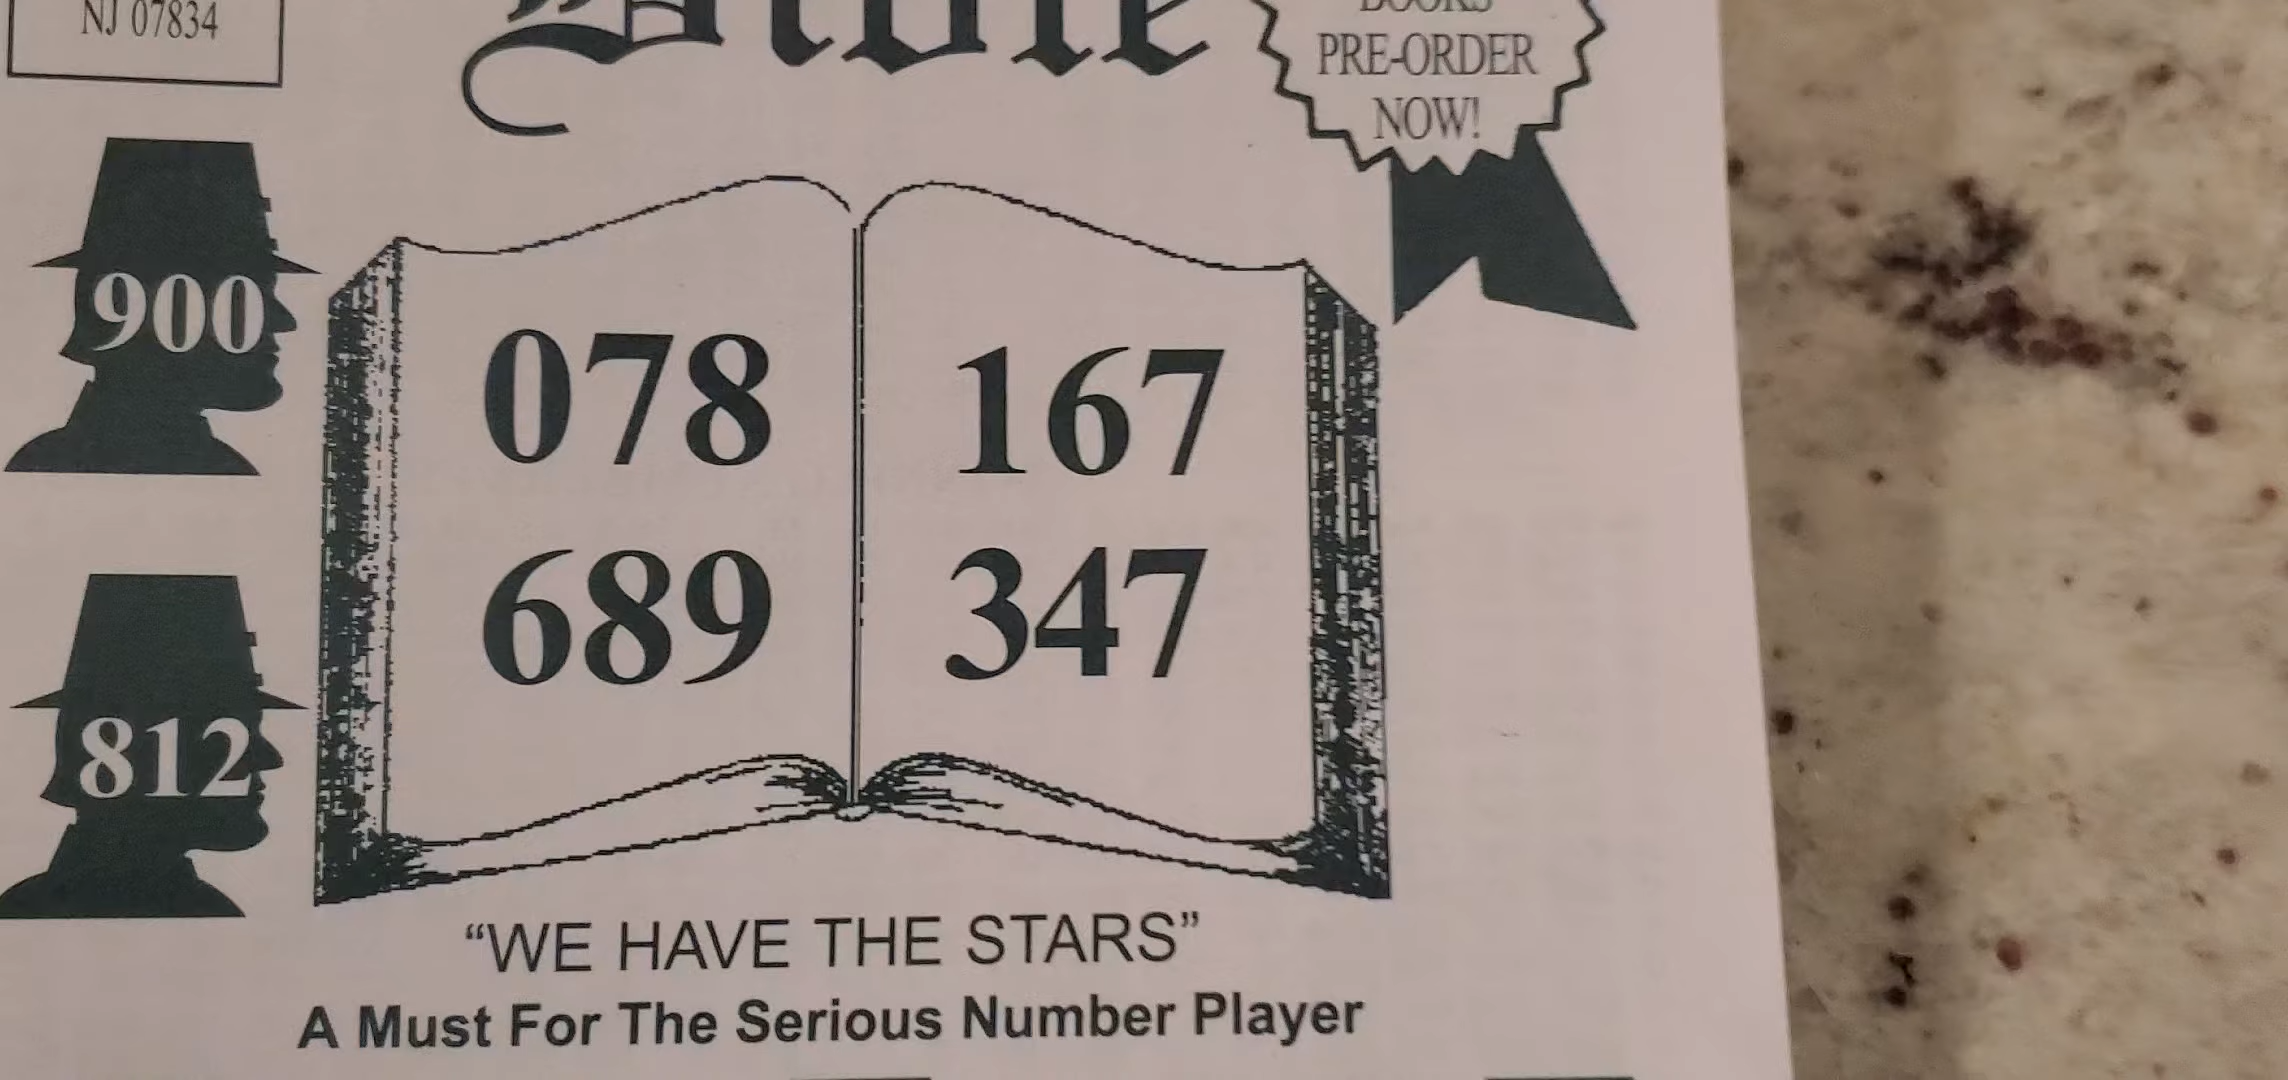 NJ 07834
BOOKS
PRE-ORDER
NOW!
900
078
167
689
347
812
“WE HAVE THE STARS”
A Must For The Serious Number Player